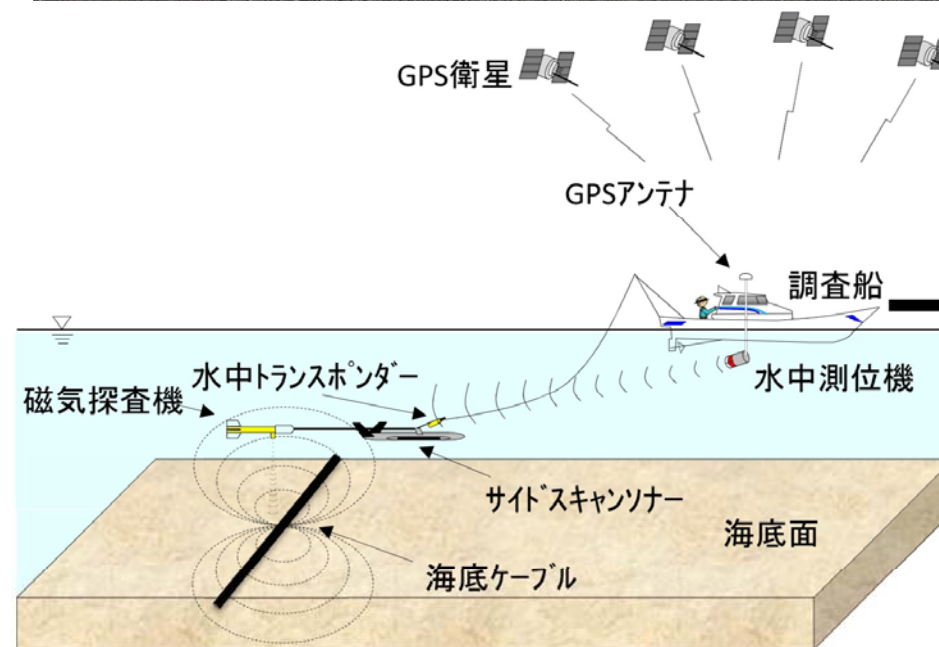 GPS衛星
GPSアンテナ
調査船
水中トランスポンダー
水中測位機
磁気探査機
サイドスキャンソナー
海底面
海底ケーブル